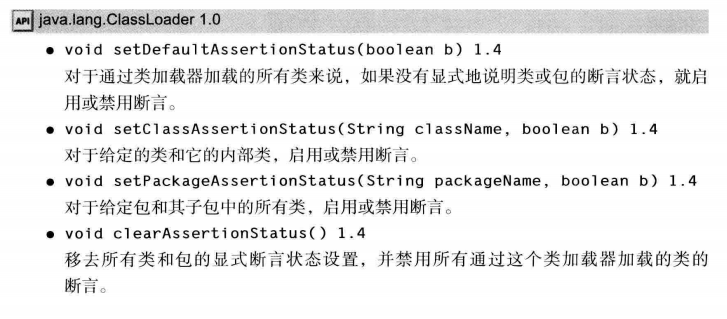 API java.lang.ClassLoader 1.0
● void setDefaultAssertionStatus(boolean b) 1.4
对于通过类加载器加载的所有类来说，如果没有显式地说明类或包的断言状态，就启
用或禁用断言。
● void setClassAssertionStatus(String className, boolean b) 1.4
对于给定的类和它的内部类，启用或禁用断言。
● void setPackageAssertionStatus(String packageName, boolean b) 1.4
对于给定包和其子包中的所有类，启用或禁用断言。
● void clearAssertionStatus() 1.4
移去所有类和包的显式断言状态设置，并禁用所有通过这个类加载器加载的类的
断言。